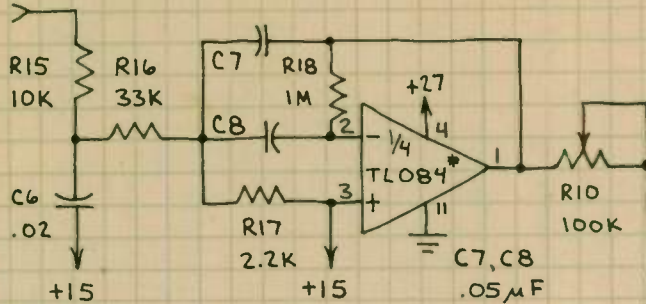 R15
10K
R16
33K
C7
R18
1M
+27
C8
2
-
1/4
4
TL084*
1
3
+
11
C6
.02
R17
2.2K
R10
100K
C7, C8
.05µF
+15
+15